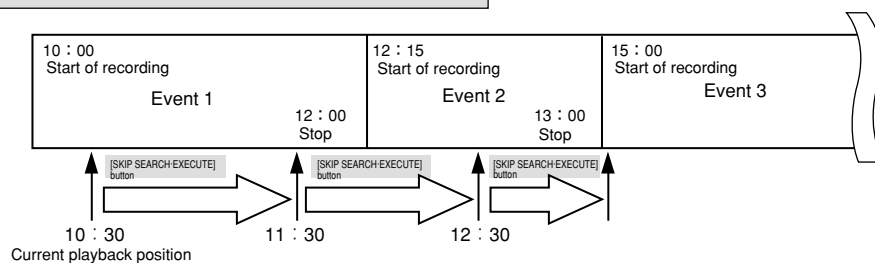 10：00
Start of recording
Event 1
12：00
Stop
12：15
Start of recording
Event 2
13：00
Stop
15：00
Start of recording
Event 3
[SKIP SEARCH·EXECUTE]
button
[SKIP SEARCH·EXECUTE]
button
[SKIP SEARCH·EXECUTE]
button
10：30
Current playback position
11：30
12：30